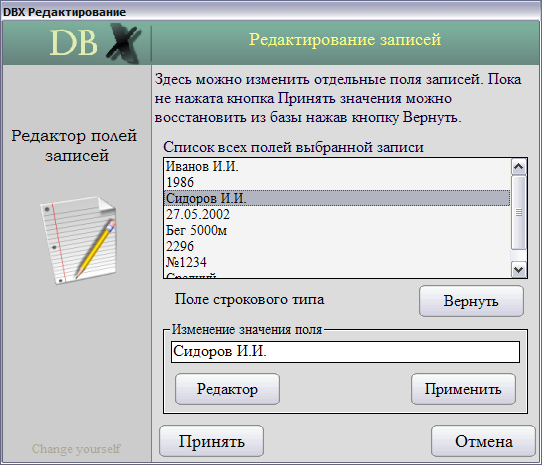 DBX Редактирование
DBX
Редактирование записей
Редактор полей
записей
Здесь можно изменить отдельные поля записей. Пока
не нажата кнопка Принять значения можно
восстановить из базы нажав кнопку Вернуть.
Список всех полей выбранной записи
Иванов И.И.
1986
Сидоров И.И.
27.05.2002
Бег 5000м
2296
№1234
Средний
Поле строкового типа
Вернуть
Изменение значения поля
Сидоров И.И.
Редактор
Применить
Change yourself
Принять
Отмена